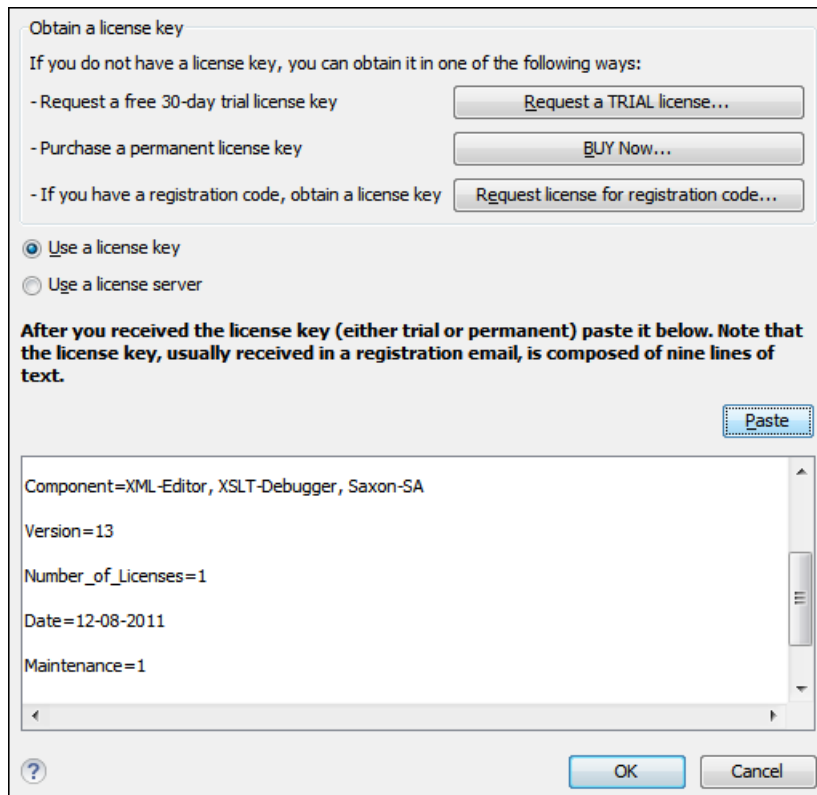 Obtain a license key
If you do not have a license key, you can obtain it in one of the following ways:
- Request a free 30-day trial license key
Request a TRIAL license...
- Purchase a permanent license key
BUY Now...
- If you have a registration code, obtain a license key
Request license for registration code...
Use a license key
Use a license server
After you received the license key (either trial or permanent) paste it below. Note that
the license key, usually received in a registration email, is composed of nine lines of
text.
Paste
Component=XML-Editor, XSLT-Debugger, Saxon-SA
Version=13
Number_of_Licenses=1
Date=12-08-2011
Maintenance=1
?
OK
Cancel